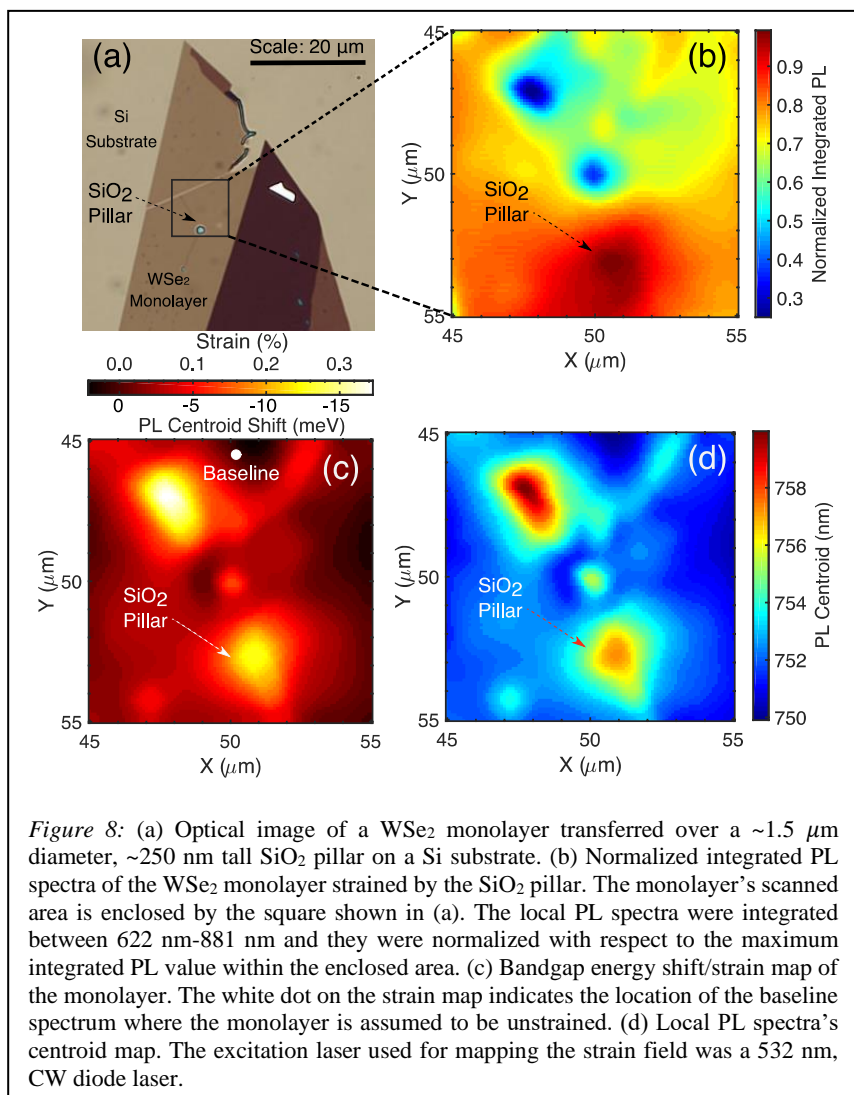 (a)
Scale: 20 µm
Si
Substrate
SiO₂
Pillar
WSe₂
Monolayer
(b)
45
50
55
Y (µm)
SiO₂
Pillar
45
50
55
X (µm)
0.9
0.8
0.7
0.6
0.5
0.4
0.3
Normalized Integrated PL
Strain (%)
0.0
0.1
0.2
0.3
0
-5
-10
-15
PL Centroid Shift (meV)
(c)
Baseline
45
50
55
Y (µm)
SiO₂
Pillar
45
50
55
X (µm)
(d)
45
50
55
Y (µm)
SiO₂
Pillar
45
50
55
X (µm)
758
756
754
752
750
PL Centroid (nm)
Figure 8: (a) Optical image of a WSe₂ monolayer transferred over a ~1.5 µm
diameter, ~250 nm tall SiO₂ pillar on a Si substrate. (b) Normalized integrated PL
spectra of the WSe₂ monolayer strained by the SiO₂ pillar. The monolayer's scanned
area is enclosed by the square shown in (a). The local PL spectra were integrated
between 622 nm-881 nm and they were normalized with respect to the maximum
integrated PL value within the enclosed area. (c) Bandgap energy shift/strain map of
the monolayer. The white dot on the strain map indicates the location of the baseline
spectrum where the monolayer is assumed to be unstrained. (d) Local PL spectra's
centroid map. The excitation laser used for mapping the strain field was a 532 nm,
CW diode laser.